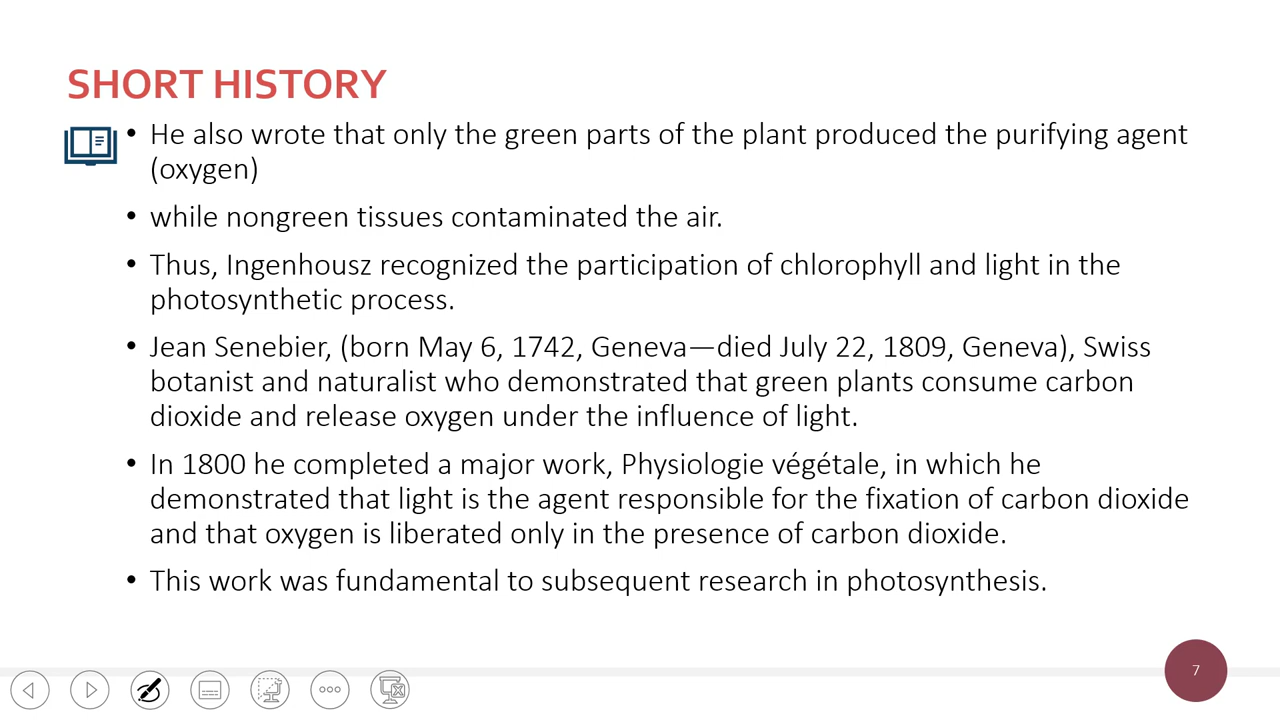 SHORT HISTORY
• He also wrote that only the green parts of the plant produced the purifying agent
(oxygen)
• while nongreen tissues contaminated the air.
• Thus, Ingenhousz recognized the participation of chlorophyll and light in the
photosynthetic process.
• Jean Senebier, (born May 6, 1742, Geneva—died July 22, 1809, Geneva), Swiss
botanist and naturalist who demonstrated that green plants consume carbon
dioxide and release oxygen under the influence of light.
• In 1800 he completed a major work, Physiologie végétale, in which he
demonstrated that light is the agent responsible for the fixation of carbon dioxide
and that oxygen is liberated only in the presence of carbon dioxide.
• This work was fundamental to subsequent research in photosynthesis.
7